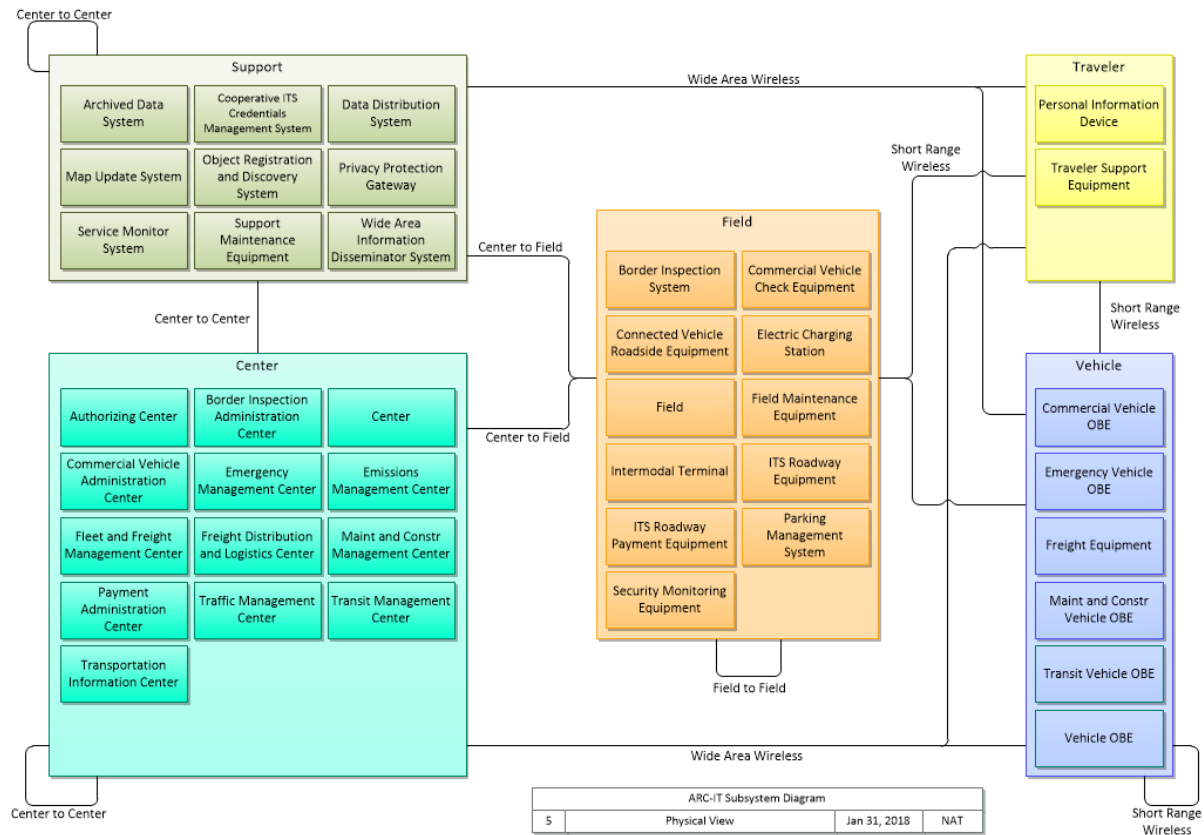 Center to Center
Support
Archived Data
System
Cooperative ITS
Credentials
Management System
Data Distribution
System
Map Update System
Object Registration
and Discovery
System
Privacy Protection
Gateway
Service Monitor
System
Support
Maintenance
Equipment
Wide Area
Information
Disseminator System
Wide Area Wireless
Traveler
Personal Information
Device
Traveler Support
Equipment
Short Range
Wireless
Center to Field
Field
Border Inspection
System
Commercial Vehicle
Check Equipment
Connected Vehicle
Roadside Equipment
Electric Charging
Station
Field
Field Maintenance
Equipment
Intermodal Terminal
ITS Roadway
Equipment
ITS Roadway
Payment Equipment
Parking
Management
System
Security Monitoring
Equipment
Field to Field
Center to Center
Center to Field
Short Range
Wireless
Center
Authorizing Center
Border Inspection
Administration
Center
Center
Commercial Vehicle
Administration
Center
Emergency
Management Center
Emissions
Management Center
Fleet and Freight
Management Center
Freight Distribution
and Logistics Center
Maint and Constr
Management Center
Payment
Administration
Center
Traffic Management
Center
Transit Management
Center
Transportation
Information Center
Vehicle
Commercial Vehicle
OBE
Emergency Vehicle
OBE
Freight Equipment
Maint and Constr
Vehicle OBE
Transit Vehicle OBE
Vehicle OBE
Wide Area Wireless
Center to Center
Short Range
Wireless
ARC-IT Subsystem Diagram
5 Physical View Jan 31, 2018 NAT